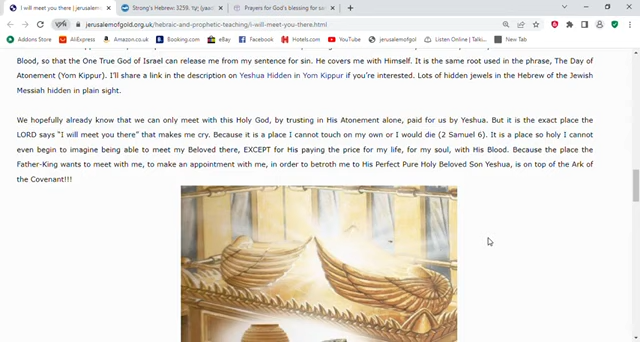 I will meet you there | jerusalem
Strong's Hebrew: 3259. יָעַד (yaad)
Prayers for God's blessing for su
jerusalemofgold.org.uk/hebraic-and-prophetic-teaching/i-will-meet-you-there.html
Addons Store
AliExpress
Amazon.co.uk
Booking.com
Bing
Facebook
YouTube
jerusalemofgold
Online Listen | Talki...
Listen Live | Talking...
Blood, so that the One True God of Israel can release me from my sentence for sin. He covers me with Himself. It is the same root used in the phrase, The Day of
Atonement (Yom Kippur). I'll share a link in the description on Yeshua Hidden in Yom Kippur if you're interested. Lots of hidden jewels in the Hebrew of the Jewish
Messiah hidden in plain sight.
We hopefully already know that we can only meet with this Holy God, by trusting in His Atonement alone, paid for us by Yeshua. But it is the exact place the
LORD says "I will meet you there" that makes me cry. Because it is a place I cannot touch on my own or I would die (2 Samuel 6). It is a place so holy I cannot
even begin to imagine being able to meet my Beloved there, EXCEPT for His paying the price for my life, for my soul, with His Blood. Because the place the
Father-King wants to meet with me, to make an appointment with me, in order to betroth me to His Perfect Pure Holy Beloved Son Yeshua, is on top of the Ark of
the Covenant!!!